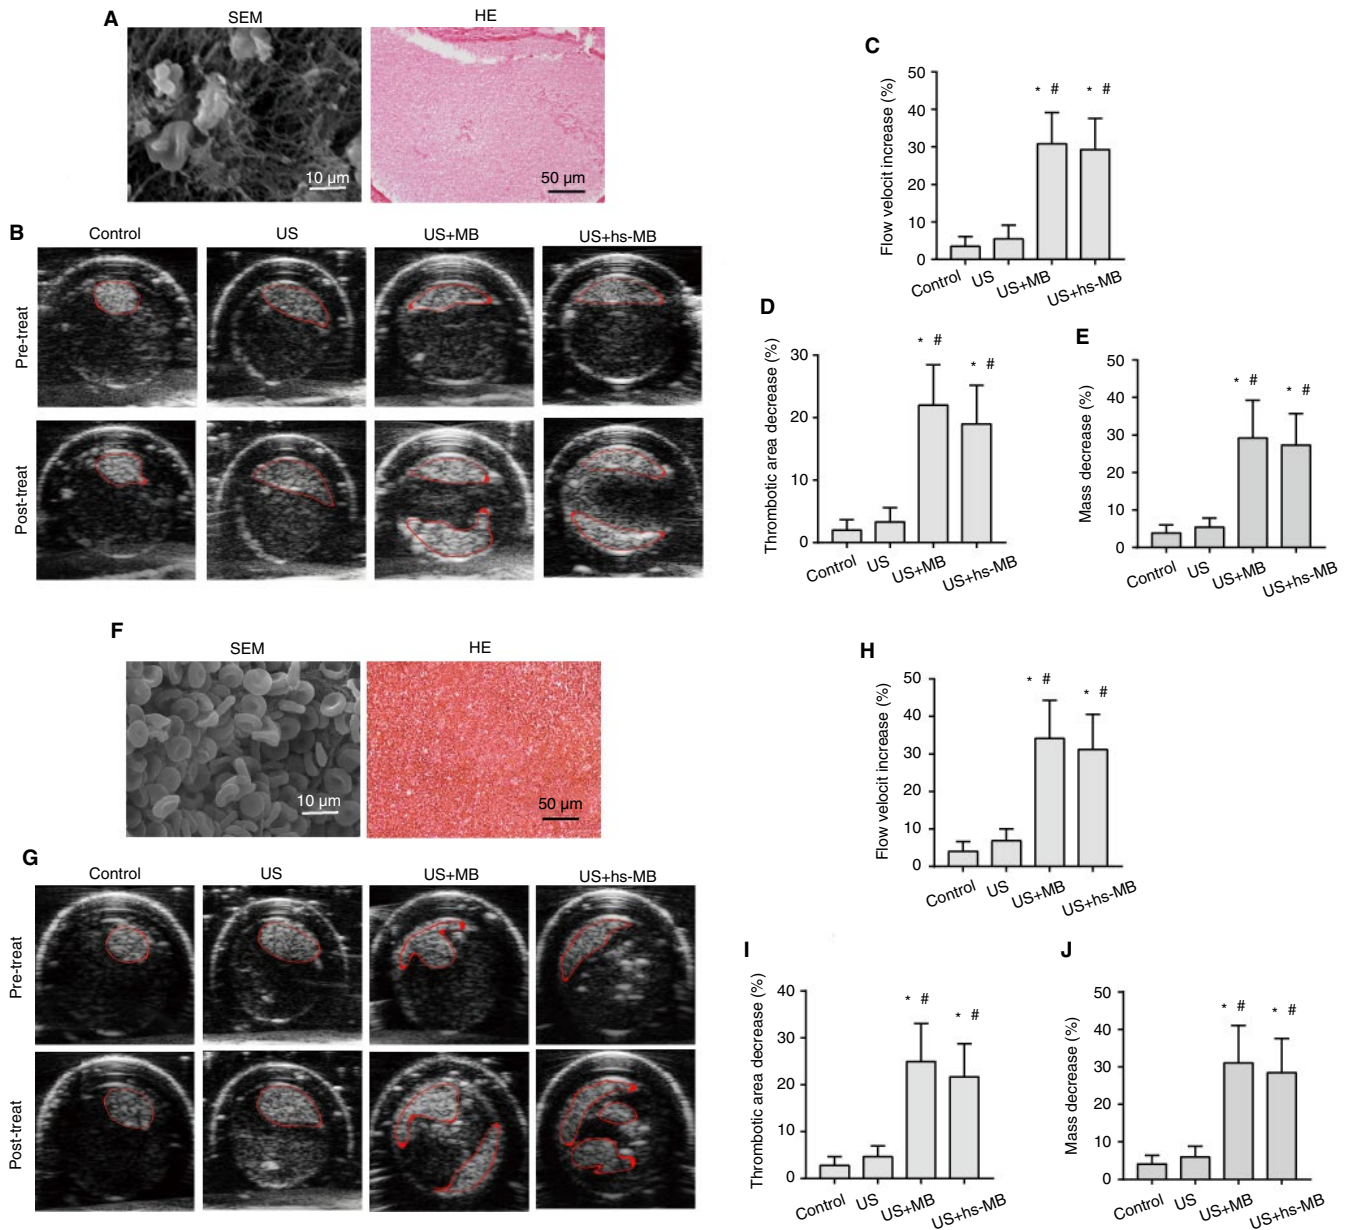 A
SEM
HE
10 µm
50 µm
B
Control
US
US+MB
US+hs-MB
Pre-treat
Post-treat
C
Flow velocit increase (%)
50
40
30
20
10
0
* #
* #
Control
US
US+MB
US+hs-MB
D
Thrombotic area decrease (%)
30
20
10
0
* #
* #
Control
US
US+MB
US+hs-MB
E
Mass decrease (%)
50
40
30
20
10
0
* #
* #
Control
US
US+MB
US+hs-MB
F
SEM
HE
10 µm
50 µm
G
Control
US
US+MB
US+hs-MB
Pre-treat
Post-treat
H
Flow velocit increase (%)
50
40
30
20
10
0
* #
* #
Control
US
US+MB
US+hs-MB
I
Thrombotic area decrease (%)
40
30
20
10
0
* #
* #
Control
US
US+MB
US+hs-MB
J
Mass decrease (%)
50
40
30
20
10
0
* #
* #
Control
US
US+MB
US+hs-MB